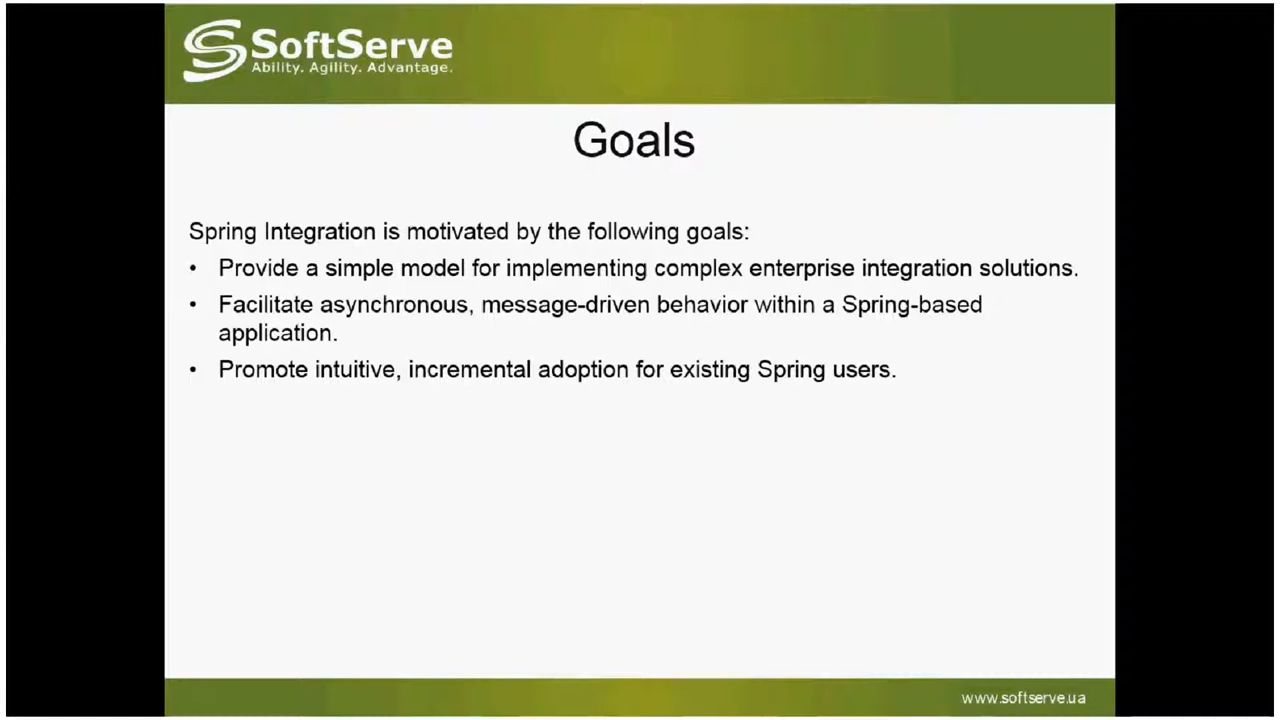 SoftServe
Ability. Agility. Advantage.
Goals
Spring Integration is motivated by the following goals:
• Provide a simple model for implementing complex enterprise integration solutions.
• Facilitate asynchronous, message-driven behavior within a Spring-based
application.
• Promote intuitive, incremental adoption for existing Spring users.
www.softserve.ua